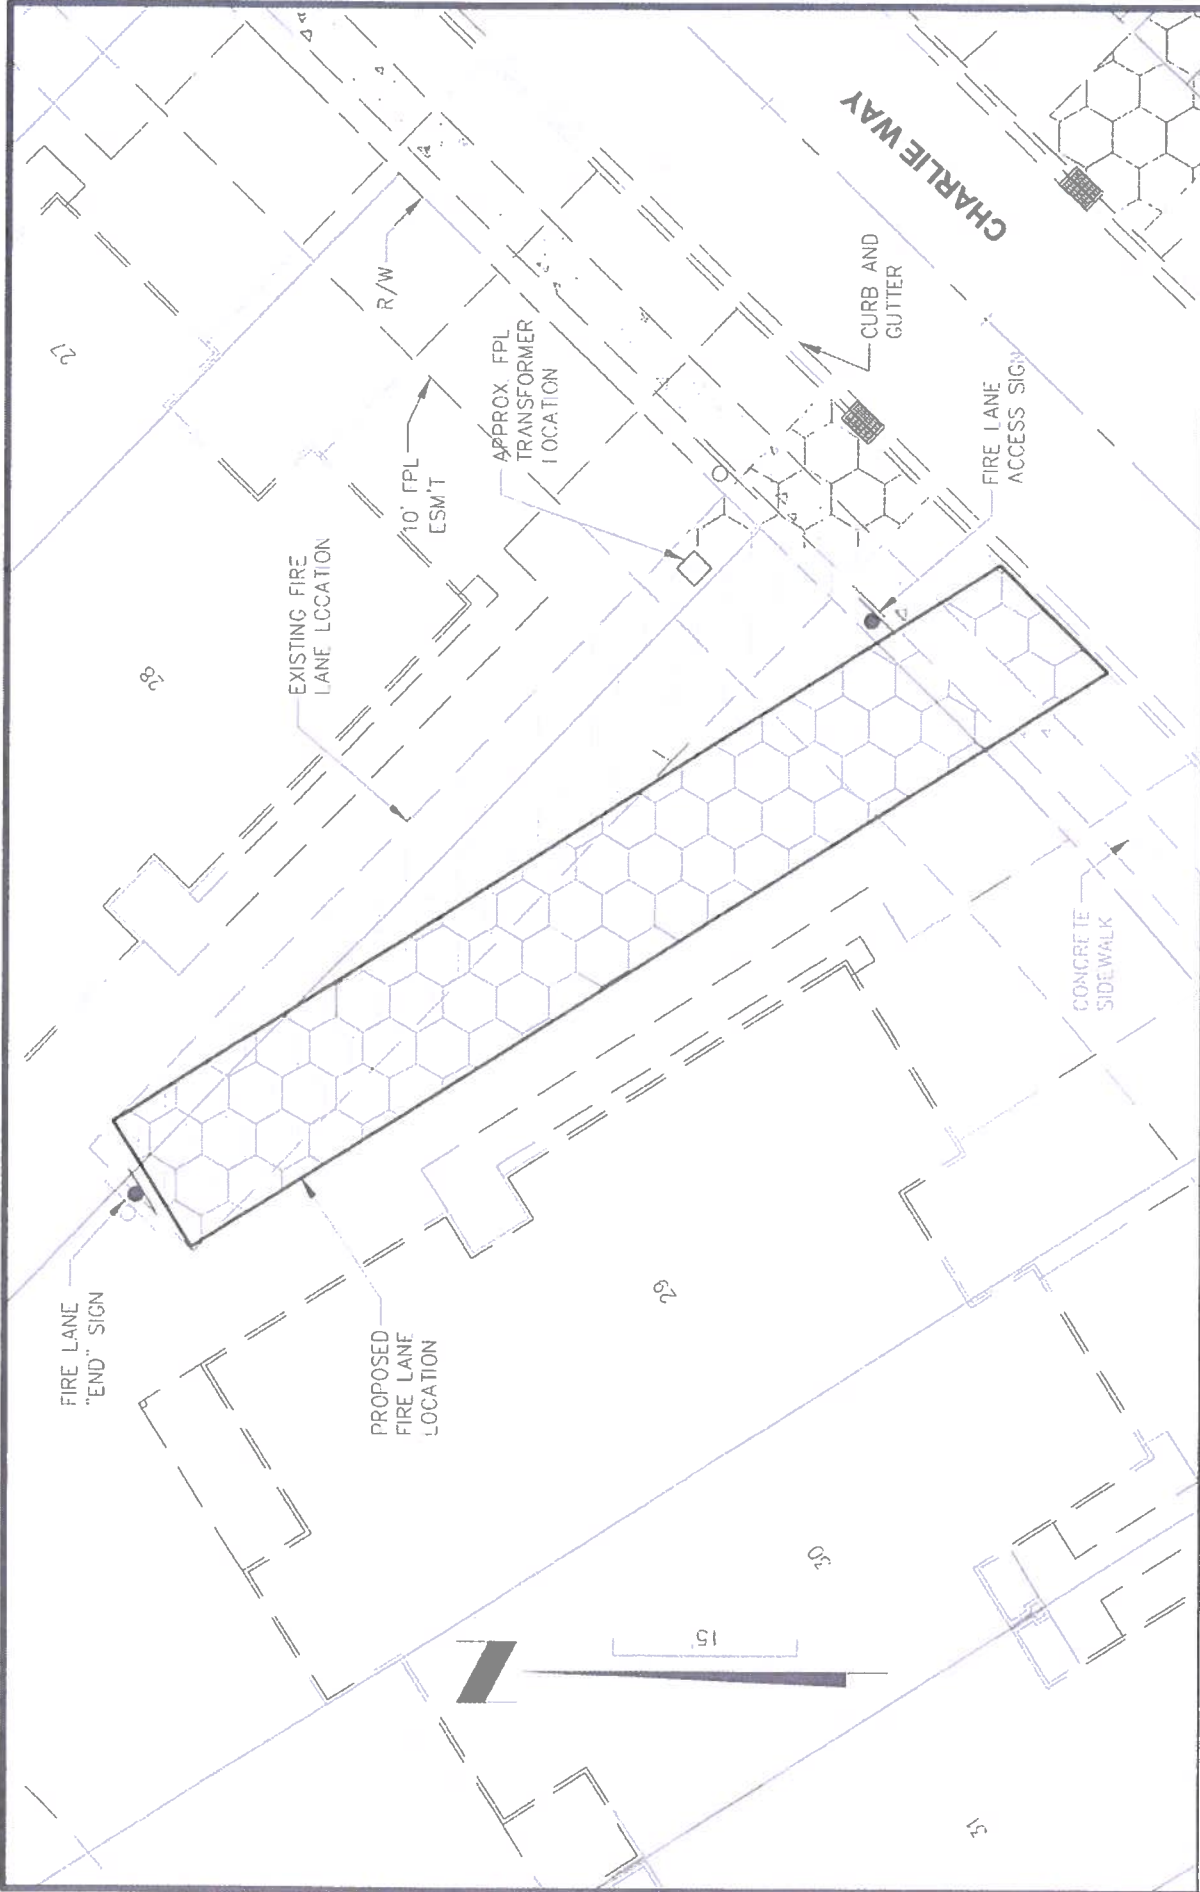 27
28
R/W
10' FPL
ESM'T
APPROX. FPL
TRANSFORMER
LOCATION
EXISTING FIRE
LANE LOCATION
CHARLIE WAY
CURB AND
GUTTER
FIRE LANE
ACCESS SIGN
FIRE LANE
"END" SIGN
PROPOSED
FIRE LANE
LOCATION
CONCRETE
SIDEWALK
29
30
31
15'